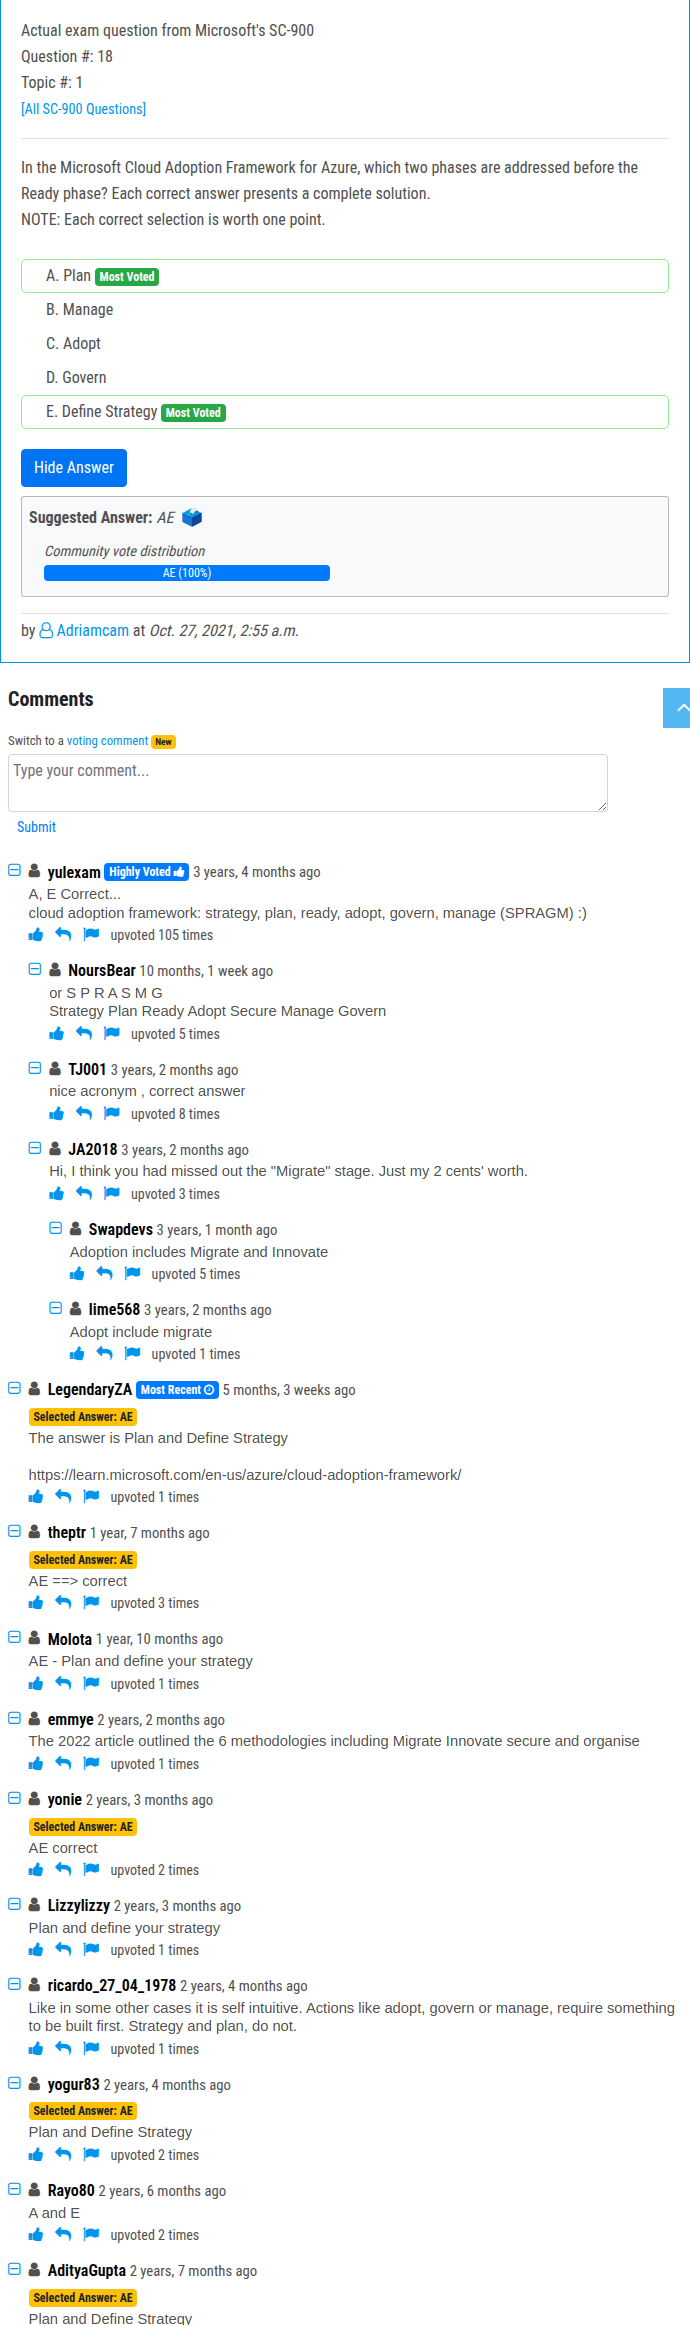 Actual exam question from Microsoft's SC-900
Question #: 18
Topic #: 1
[All SC-900 Questions]
In the Microsoft Cloud Adoption Framework for Azure, which two phases are addressed before the
Ready phase? Each correct answer presents a complete solution.
NOTE: Each correct selection is worth one point.
A. Plan Most Voted
B. Manage
C. Adopt
D. Govern
E. Define Strategy Most Voted
Hide Answer
Suggested Answer: AE
Community vote distribution
AE (100%)
by Adriamcam at Oct. 27, 2021, 2:55 a.m.
Comments
Switch to a voting comment New
Type your comment...
Submit
yulexam Highly Voted 3 years, 4 months ago
A, E Correct...
cloud adoption framework: strategy, plan, ready, adopt, govern, manage (SPRAGM) :)
upvoted 105 times
NoursBear 10 months, 1 week ago
or S P R A S M G
Strategy Plan Ready Adopt Secure Manage Govern
upvoted 5 times
TJ001 3 years, 2 months ago
nice acronym , correct answer
upvoted 8 times
JA2018 3 years, 2 months ago
Hi, I think you had missed out the "Migrate" stage. Just my 2 cents' worth.
upvoted 3 times
Swapdevs 3 years, 1 month ago
Adoption includes Migrate and Innovate
upvoted 5 times
lime568 3 years, 2 months ago
Adopt include migrate
upvoted 1 times
LegendaryZA Most Recent 5 months, 3 weeks ago
Selected Answer: AE
The answer is Plan and Define Strategy
https://learn.microsoft.com/en-us/azure/cloud-adoption-framework/
upvoted 1 times
theptr 1 year, 7 months ago
Selected Answer: AE
AE ==> correct
upvoted 3 times
Molota 1 year, 10 months ago
AE - Plan and define your strategy
upvoted 1 times
emmye 2 years, 2 months ago
The 2022 article outlined the 6 methodologies including Migrate Innovate secure and organise
upvoted 1 times
yonie 2 years, 3 months ago
Selected Answer: AE
AE correct
upvoted 2 times
Lizzylizzy 2 years, 3 months ago
Plan and define your strategy
upvoted 1 times
ricardo_27_04_1978 2 years, 4 months ago
Like in some other cases it is self intuitive. Actions like adopt, govern or manage, require something
to be built first. Strategy and plan, do not.
upvoted 1 times
yogur83 2 years, 4 months ago
Selected Answer: AE
Plan and Define Strategy
upvoted 2 times
Rayo80 2 years, 6 months ago
A and E
upvoted 2 times
AdityaGupta 2 years, 7 months ago
Selected Answer: AE
Plan and Define Strategy